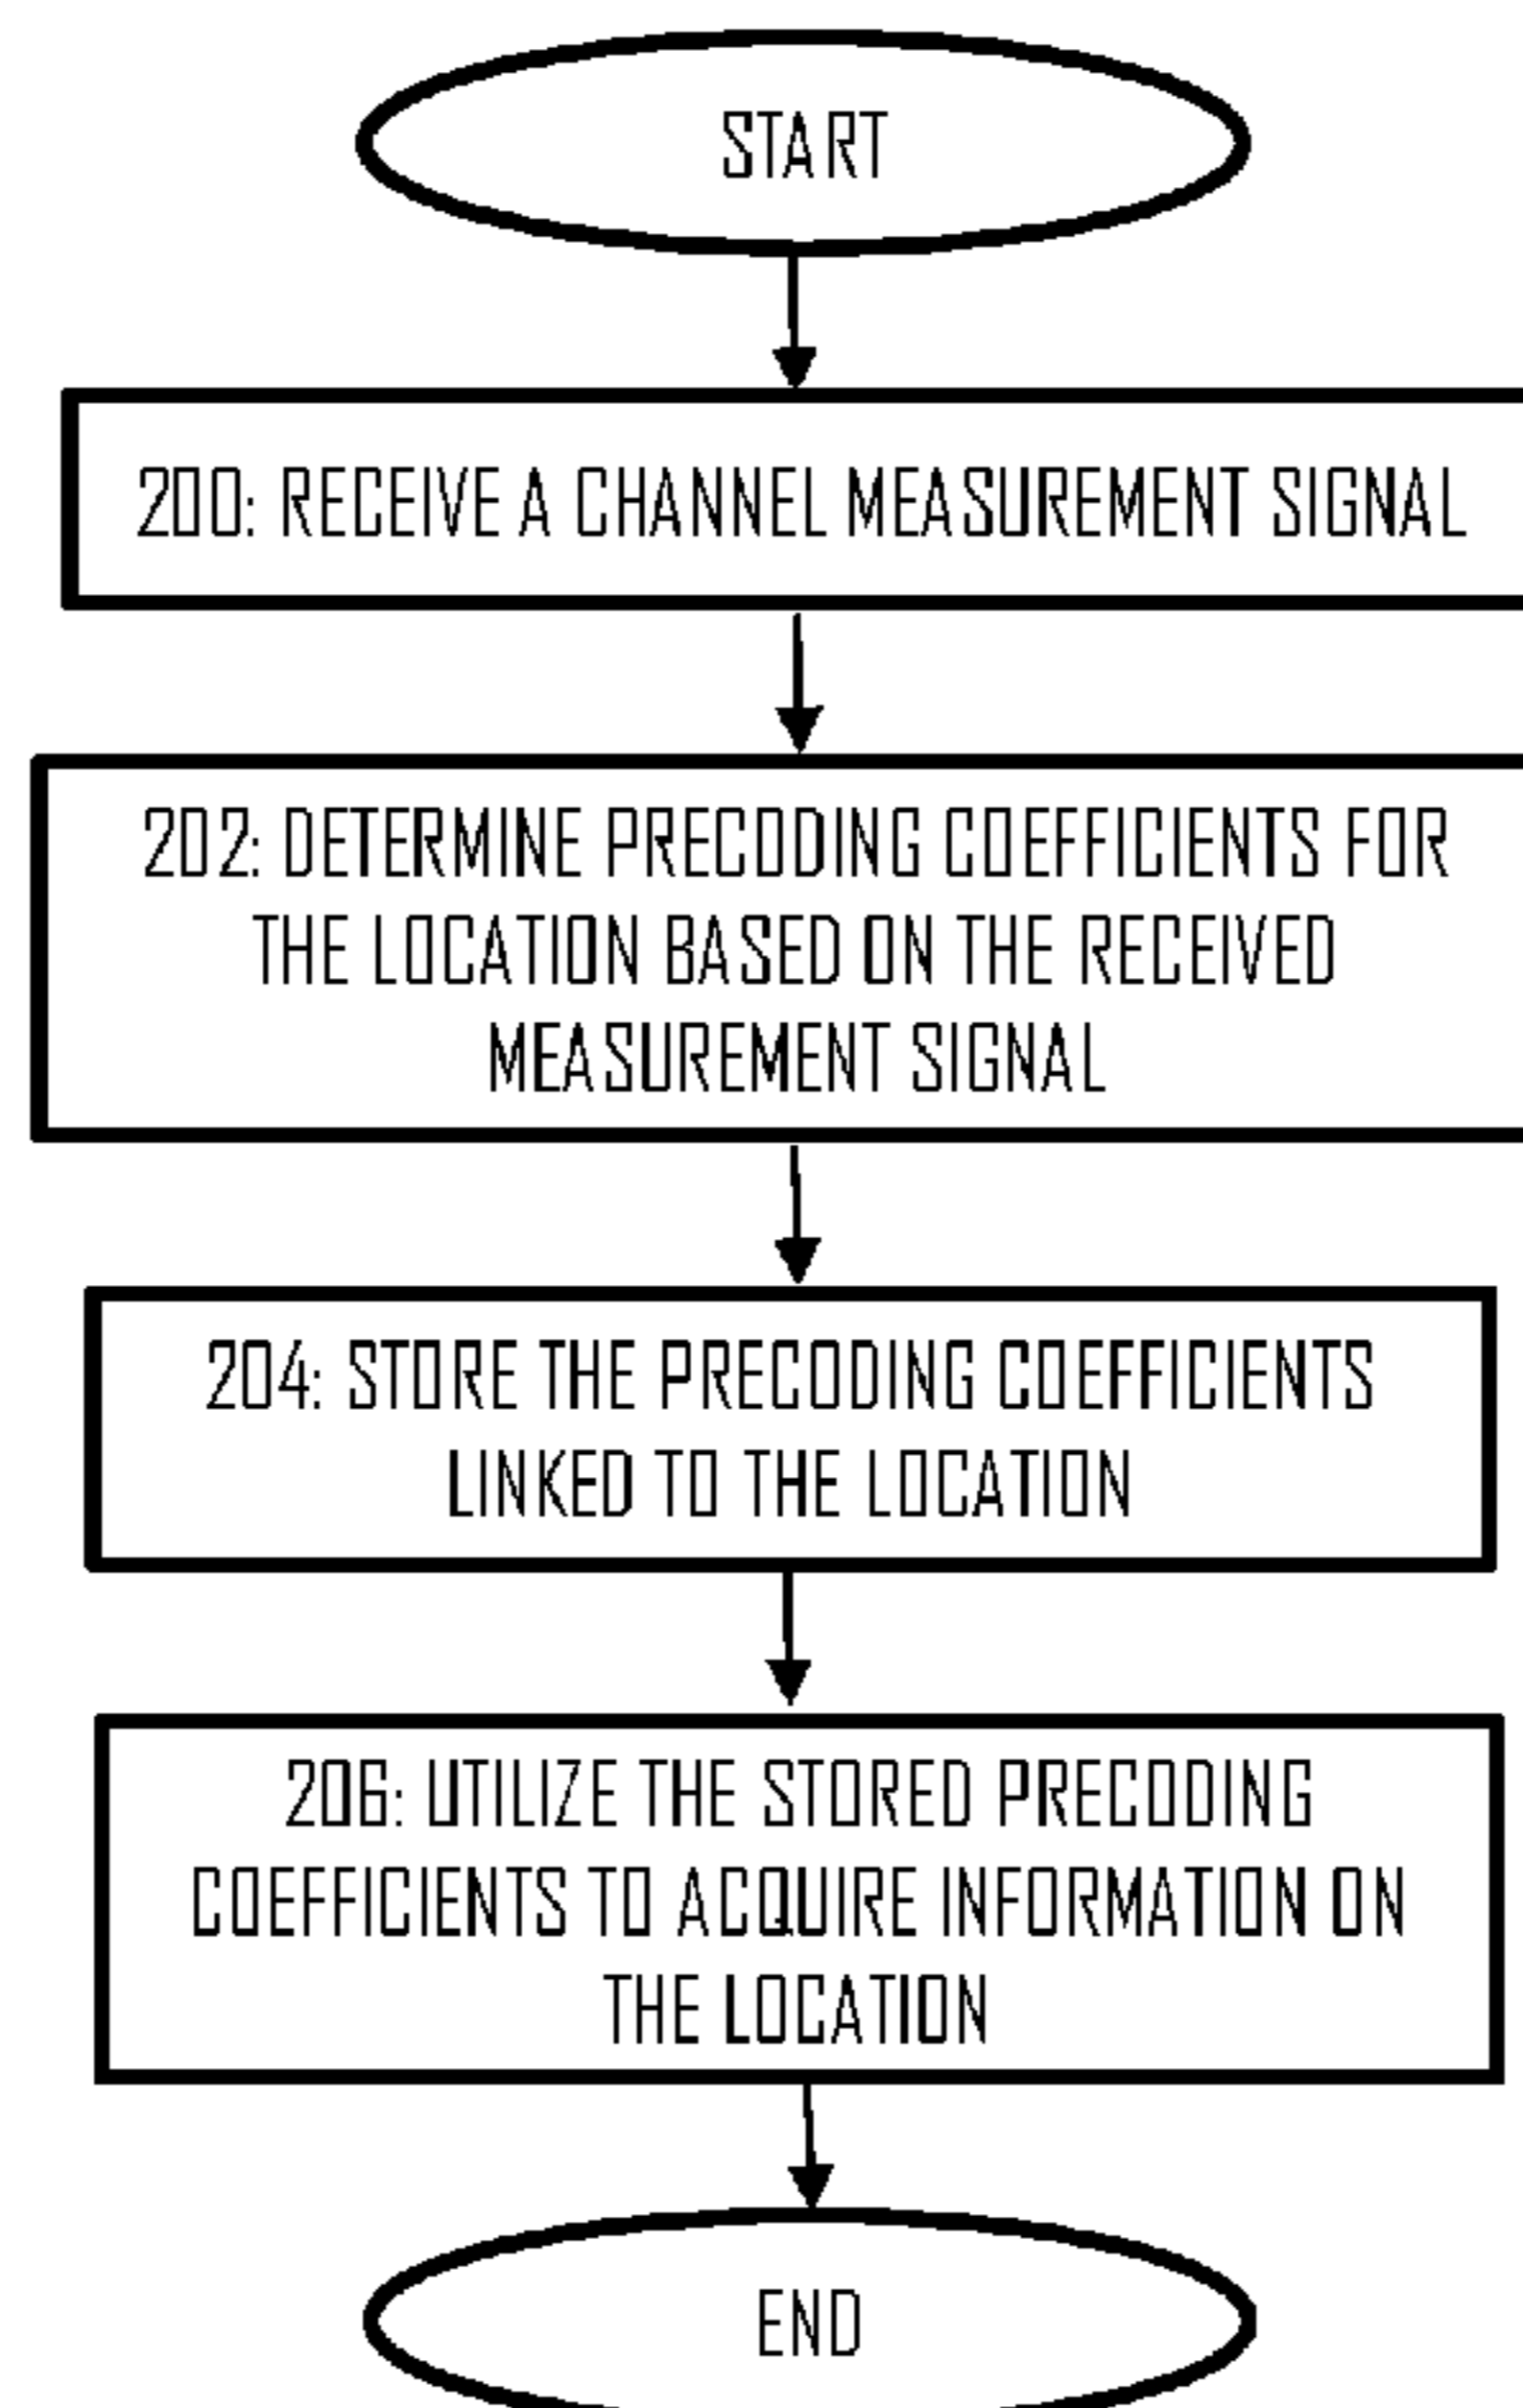 START
200: RECEIVE A CHANNEL MEASUREMENT SIGNAL
202: DETERMINE PRECODING COEFFICIENTS FOR
THE LOCATION BASED ON THE RECEIVED
MEASUREMENT SIGNAL
204: STORE THE PRECODING COEFFICIENTS
LINKED TO THE LOCATION
206: UTILIZE THE STORED PRECODING
COEFFICIENTS TO ACQUIRE INFORMATION ON
THE LOCATION
END